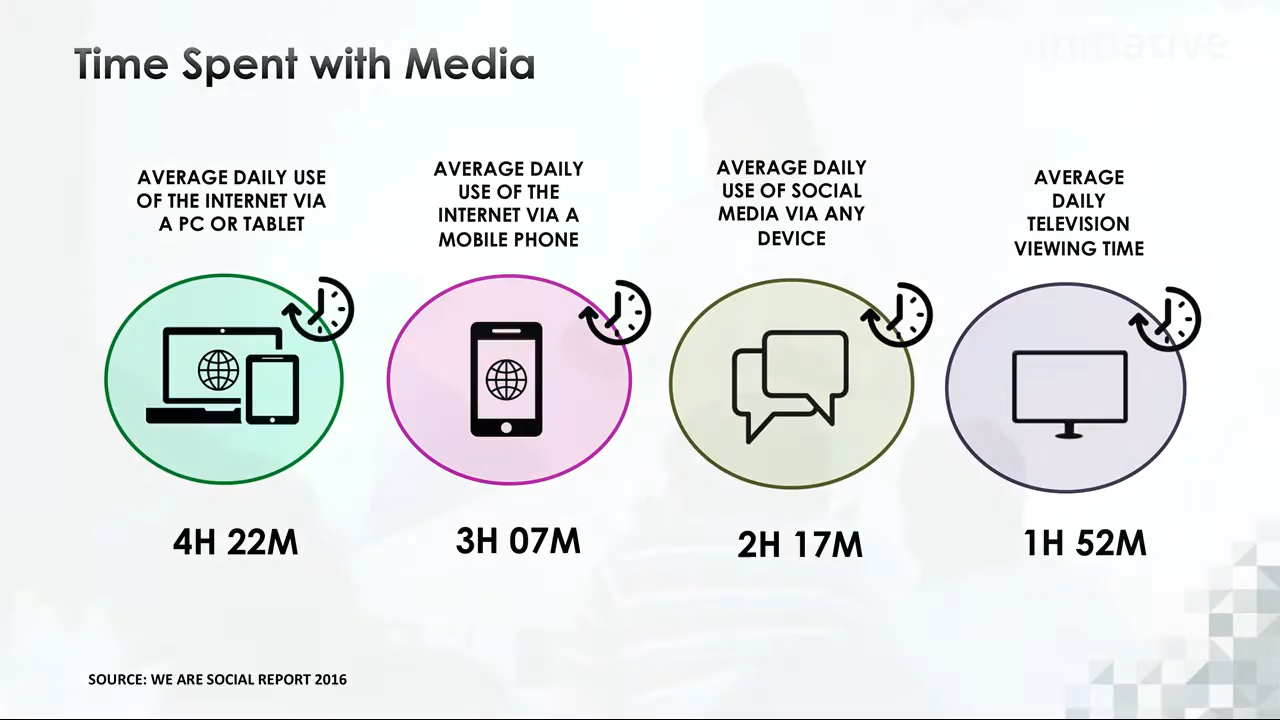 initiative
Time Spent with Media
AVERAGE DAILY USE
OF THE INTERNET VIA
A PC OR TABLET
AVERAGE DAILY
USE OF THE
INTERNET VIA A
MOBILE PHONE
AVERAGE DAILY
USE OF SOCIAL
MEDIA VIA ANY
DEVICE
AVERAGE
DAILY
TELEVISION
VIEWING TIME
4H 22M
3H 07M
2H 17M
1H 52M
SOURCE: WE ARE SOCIAL REPORT 2016